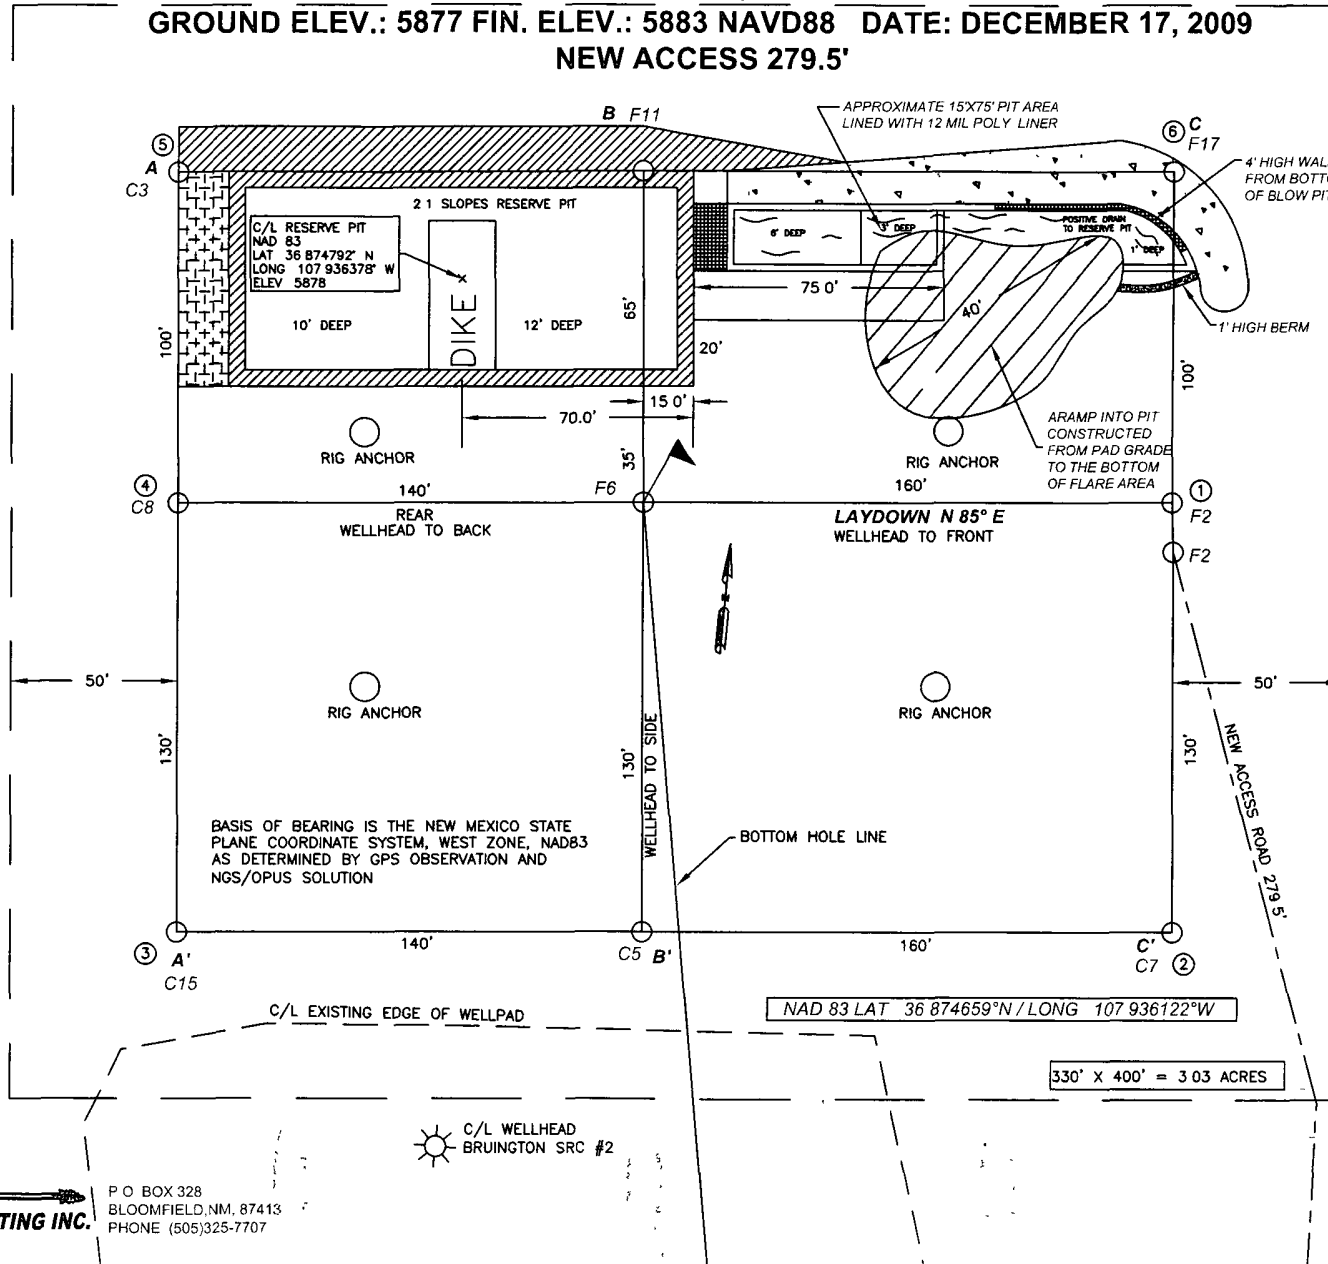 GROUND ELEV.: 5877 FIN. ELEV.: 5883 NAVD88 DATE: DECEMBER 17, 2009
NEW ACCESS 279.5'
B F11
APPROXIMATE 15'X75' PIT AREA
LINED WITH 12 MIL POLY LINER
6 C
F17
5
A
C3
4' HIGH WAL
FROM BOTTO
OF BLOW PIT
2 1 SLOPES RESERVE PIT
C/L RESERVE PIT
NAD 83
LAT 36 874792° N
LONG 107 936378° W
ELEV 5878
6' DEEP
3' DEEP
POSITIVE DRAIN
TO RESERVE PIT
1' DEEP
10' DEEP
DIKE
12' DEEP
65'
75 0'
40'
1' HIGH BERM
100'
20'
100'
15 0'
70.0'
ARAMP INTO PIT
CONSTRUCTED
FROM PAD GRADE
TO THE BOTTOM
OF FLARE AREA
RIG ANCHOR
35'
RIG ANCHOR
4
C8
140'
F6
160'
1
F2
REAR
WELLHEAD TO BACK
LAYDOWN N 85° E
WELLHEAD TO FRONT
F2
N
50'
50'
RIG ANCHOR
RIG ANCHOR
130'
130'
WELLHEAD TO SIDE
130'
NEW ACCESS ROAD 279 5'
BASIS OF BEARING IS THE NEW MEXICO STATE
PLANE COORDINATE SYSTEM, WEST ZONE, NAD83
AS DETERMINED BY GPS OBSERVATION AND
NGS/OPUS SOLUTION
BOTTOM HOLE LINE
3 A'
C15
140'
C5 B'
160'
C'
C7 2
C/L EXISTING EDGE OF WELLPAD
NAD 83 LAT 36 874659°N / LONG 107 936122°W
330' X 400' = 3 03 ACRES
C/L WELLHEAD
BRUINGTON SRC #2
TING INC.
P O BOX 328
BLOOMFIELD,NM, 87413
PHONE (505)325-7707